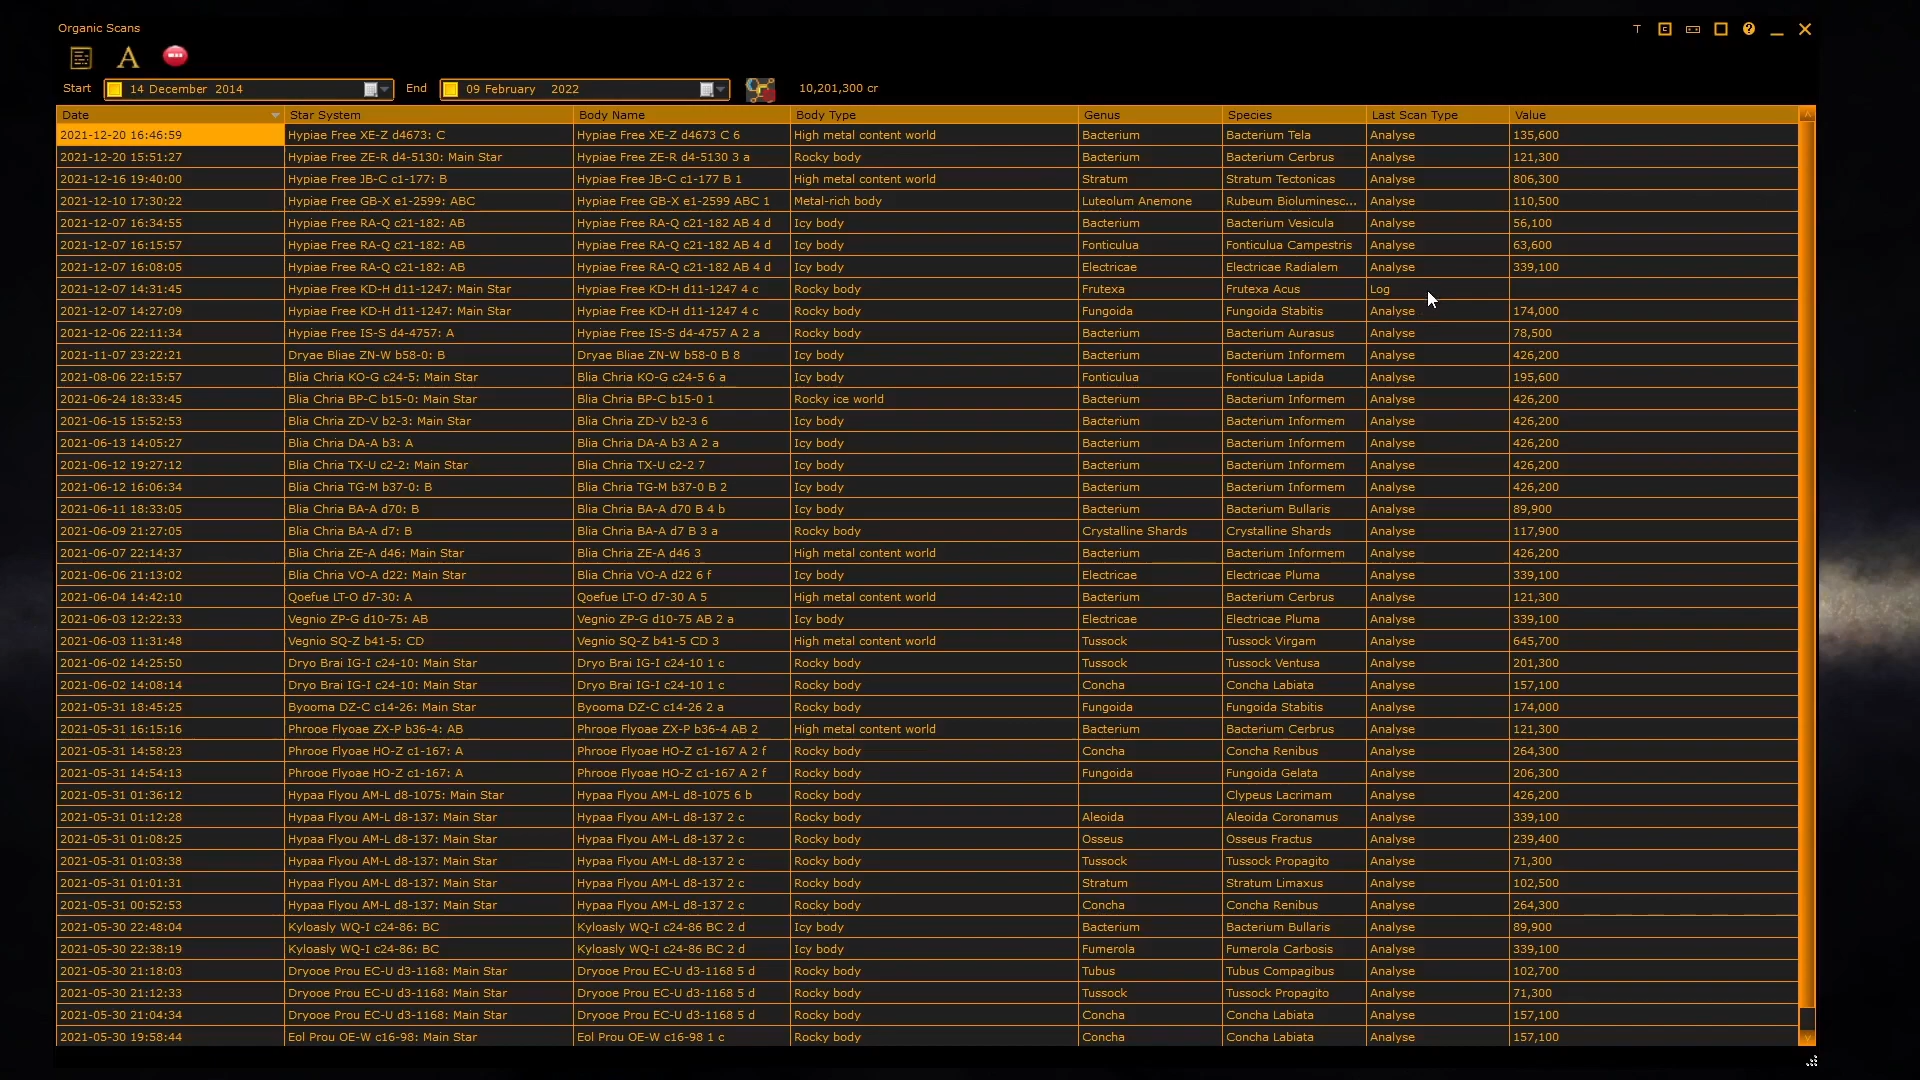 Organic Scans
T
A
Start 14 December 2014 End 09 February 2022 10,201,300 cr
Date Star System Body Name Body Type Genus Species Last Scan Type Value
2021-12-20 16:46:59 Hypiae Free XE-Z d4673: C Hypiae Free XE-Z d4673 C 6 High metal content world Bacterium Bacterium Tela Analyse 135,600
2021-12-20 15:51:27 Hypiae Free ZE-R d4-5130: Main Star Hypiae Free ZE-R d4-5130 3 a Rocky body Bacterium Bacterium Cerbrus Analyse 121,300
2021-12-16 19:40:00 Hypiae Free JB-C c1-177: B Hypiae Free JB-C c1-177 B 1 High metal content world Stratum Stratum Tectonicas Analyse 806,300
2021-12-10 17:30:22 Hypiae Free GB-X e1-2599: ABC Hypiae Free GB-X e1-2599 ABC 1 Metal-rich body Luteolum Anemone Rubeum Bioluminesc... Analyse 110,500
2021-12-07 16:34:55 Hypiae Free RA-Q c21-182: AB Hypiae Free RA-Q c21-182 AB 4 d Icy body Bacterium Bacterium Vesicula Analyse 56,100
2021-12-07 16:15:57 Hypiae Free RA-Q c21-182: AB Hypiae Free RA-Q c21-182 AB 4 d Icy body Fonticulua Fonticulua Campestris Analyse 63,600
2021-12-07 16:08:05 Hypiae Free RA-Q c21-182: AB Hypiae Free RA-Q c21-182 AB 4 d Icy body Electricae Electricae Radialem Analyse 339,100
2021-12-07 14:31:45 Hypiae Free KD-H d11-1247: Main Star Hypiae Free KD-H d11-1247 4 c Rocky body Frutexa Frutexa Acus Log
2021-12-07 14:27:09 Hypiae Free KD-H d11-1247: Main Star Hypiae Free KD-H d11-1247 4 c Rocky body Fungoida Fungoida Stabitis Analyse 174,000
2021-12-06 22:11:34 Hypiae Free IS-S d4-4757: A Hypiae Free IS-S d4-4757 A 2 a Rocky body Bacterium Bacterium Aurasus Analyse 78,500
2021-11-07 23:22:21 Dryae Bliae ZN-W b58-0: B Dryae Bliae ZN-W b58-0 B 8 Icy body Bacterium Bacterium Informem Analyse 426,200
2021-08-06 22:15:57 Blia Chria KO-G c24-5: Main Star Blia Chria KO-G c24-5 6 a Icy body Fonticulua Fonticulua Lapida Analyse 195,600
2021-06-24 18:33:45 Blia Chria BP-C b15-0: Main Star Blia Chria BP-C b15-0 1 Rocky ice world Bacterium Bacterium Informem Analyse 426,200
2021-06-15 15:52:53 Blia Chria ZD-V b2-3: Main Star Blia Chria ZD-V b2-3 6 Icy body Bacterium Bacterium Informem Analyse 426,200
2021-06-13 14:05:27 Blia Chria DA-A b3: A Blia Chria DA-A b3 A 2 a Icy body Bacterium Bacterium Informem Analyse 426,200
2021-06-12 19:27:12 Blia Chria TX-U c2-2: Main Star Blia Chria TX-U c2-2 7 Icy body Bacterium Bacterium Informem Analyse 426,200
2021-06-12 16:06:34 Blia Chria TG-M b37-0: B Blia Chria TG-M b37-0 B 2 Icy body Bacterium Bacterium Informem Analyse 426,200
2021-06-11 18:33:05 Blia Chria BA-A d70: B Blia Chria BA-A d70 B 4 b Icy body Bacterium Bacterium Bullaris Analyse 89,900
2021-06-09 21:27:05 Blia Chria BA-A d7: B Blia Chria BA-A d7 B 3 a Rocky body Crystalline Shards Crystalline Shards Analyse 117,900
2021-06-07 22:14:37 Blia Chria ZE-A d46: Main Star Blia Chria ZE-A d46 3 High metal content world Bacterium Bacterium Informem Analyse 426,200
2021-06-06 21:13:02 Blia Chria VO-A d22: Main Star Blia Chria VO-A d22 6 f Icy body Electricae Electricae Pluma Analyse 339,100
2021-06-04 14:42:10 Qoefue LT-O d7-30: A Qoefue LT-O d7-30 A 5 High metal content world Bacterium Bacterium Cerbrus Analyse 121,300
2021-06-03 12:22:33 Vegnio ZP-G d10-75: AB Vegnio ZP-G d10-75 AB 2 a Icy body Electricae Electricae Pluma Analyse 339,100
2021-06-03 11:31:48 Vegnio SQ-Z b41-5: CD Vegnio SQ-Z b41-5 CD 3 High metal content world Tussock Tussock Virgam Analyse 645,700
2021-06-02 14:25:50 Dryo Brai IG-I c24-10: Main Star Dryo Brai IG-I c24-10 1 c Rocky body Tussock Tussock Ventusa Analyse 201,300
2021-06-02 14:08:14 Dryo Brai IG-I c24-10: Main Star Dryo Brai IG-I c24-10 1 c Rocky body Concha Concha Labiata Analyse 157,100
2021-05-31 18:45:25 Byooma DZ-C c14-26: Main Star Byooma DZ-C c14-26 2 a Rocky body Fungoida Fungoida Stabitis Analyse 174,000
2021-05-31 16:15:16 Phrooe Flyoae ZX-P b36-4: AB Phrooe Flyoae ZX-P b36-4 AB 2 High metal content world Bacterium Bacterium Cerbrus Analyse 121,300
2021-05-31 14:58:23 Phrooe Flyoae HO-Z c1-167: A Phrooe Flyoae HO-Z c1-167 A 2 f Rocky body Concha Concha Renibus Analyse 264,300
2021-05-31 14:54:13 Phrooe Flyoae HO-Z c1-167: A Phrooe Flyoae HO-Z c1-167 A 2 f Rocky body Fungoida Fungoida Gelata Analyse 206,300
2021-05-31 01:36:12 Hypaa Flyou AM-L d8-1075: Main Star Hypaa Flyou AM-L d8-1075 6 b Rocky body Clypeus Lacrimam Analyse 426,200
2021-05-31 01:12:28 Hypaa Flyou AM-L d8-137: Main Star Hypaa Flyou AM-L d8-137 2 c Rocky body Aleoida Aleoida Coronamus Analyse 339,100
2021-05-31 01:08:25 Hypaa Flyou AM-L d8-137: Main Star Hypaa Flyou AM-L d8-137 2 c Rocky body Osseus Osseus Fractus Analyse 239,400
2021-05-31 01:03:38 Hypaa Flyou AM-L d8-137: Main Star Hypaa Flyou AM-L d8-137 2 c Rocky body Tussock Tussock Propagito Analyse 71,300
2021-05-31 01:01:31 Hypaa Flyou AM-L d8-137: Main Star Hypaa Flyou AM-L d8-137 2 c Rocky body Stratum Stratum Limaxus Analyse 102,500
2021-05-31 00:52:53 Hypaa Flyou AM-L d8-137: Main Star Hypaa Flyou AM-L d8-137 2 c Rocky body Concha Concha Renibus Analyse 264,300
2021-05-30 22:48:04 Kyloasly WQ-I c24-86: BC Kyloasly WQ-I c24-86 BC 2 d Icy body Bacterium Bacterium Bullaris Analyse 89,900
2021-05-30 22:38:19 Kyloasly WQ-I c24-86: BC Kyloasly WQ-I c24-86 BC 2 d Icy body Fumerola Fumerola Carbosis Analyse 339,100
2021-05-30 21:18:03 Dryooe Prou EC-U d3-1168: Main Star Dryooe Prou EC-U d3-1168 5 d Rocky body Tubus Tubus Compagibus Analyse 102,700
2021-05-30 21:12:33 Dryooe Prou EC-U d3-1168: Main Star Dryooe Prou EC-U d3-1168 5 d Rocky body Tussock Tussock Propagito Analyse 71,300
2021-05-30 21:04:34 Dryooe Prou EC-U d3-1168: Main Star Dryooe Prou EC-U d3-1168 5 d Rocky body Concha Concha Labiata Analyse 157,100
2021-05-30 19:58:44 Eol Prou OE-W c16-98: Main Star Eol Prou OE-W c16-98 1 c Rocky body Concha Concha Labiata Analyse 157,100